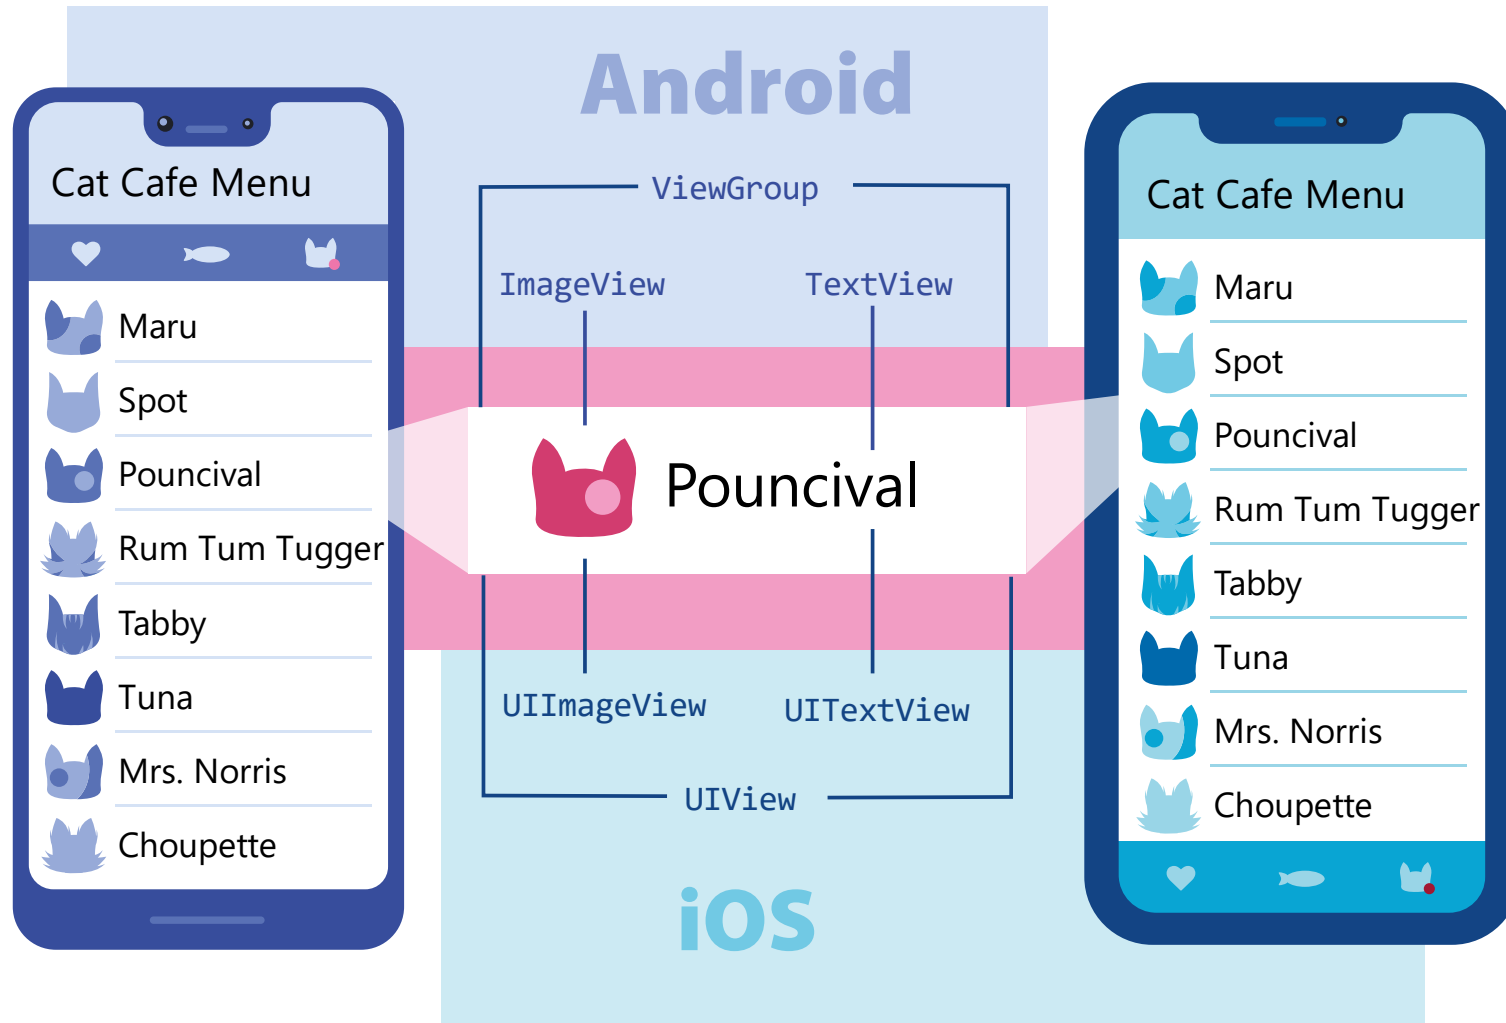 Android
Cat Cafe Menu
Maru
Spot
Pouncival
Rum Tum Tugger
Tabby
Tuna
Mrs. Norris
Choupette
ViewGroup
ImageView
TextView
Pouncival
UIImageView
UITextView
UIView
iOS
Cat Cafe Menu
Maru
Spot
Pouncival
Rum Tum Tugger
Tabby
Tuna
Mrs. Norris
Choupette